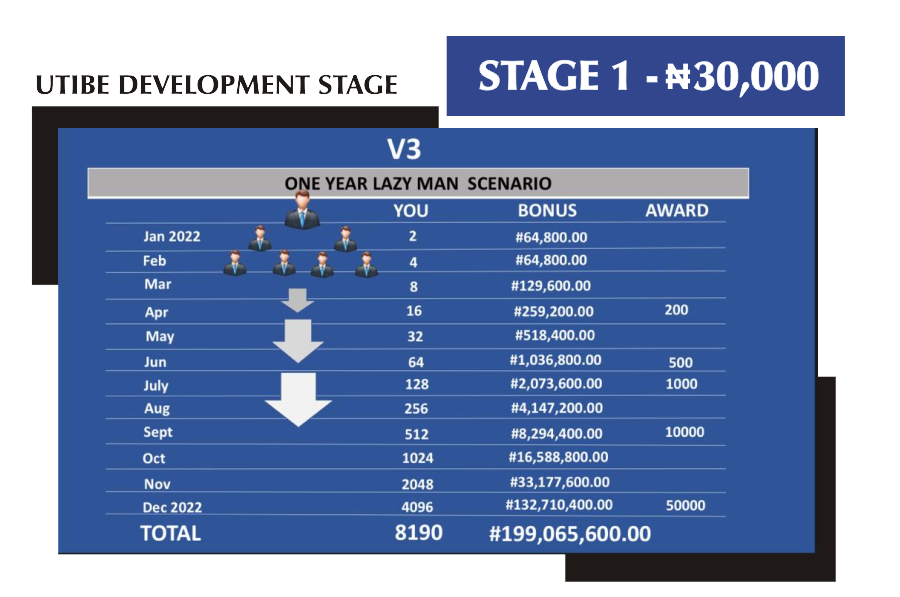 UTIBE DEVELOPMENT STAGE
STAGE 1 - ₦30,000
V3
ONE YEAR LAZY MAN SCENARIO
YOU BONUS AWARD
Jan 2022 2 #64,800.00
Feb 4 #64,800.00
Mar 8 #129,600.00
Apr 16 #259,200.00 200
May 32 #518,400.00
Jun 64 #1,036,800.00 500
July 128 #2,073,600.00 1000
Aug 256 #4,147,200.00
Sept 512 #8,294,400.00 10000
Oct 1024 #16,588,800.00
Nov 2048 #33,177,600.00
Dec 2022 4096 #132,710,400.00 50000
TOTAL 8190 #199,065,600.00